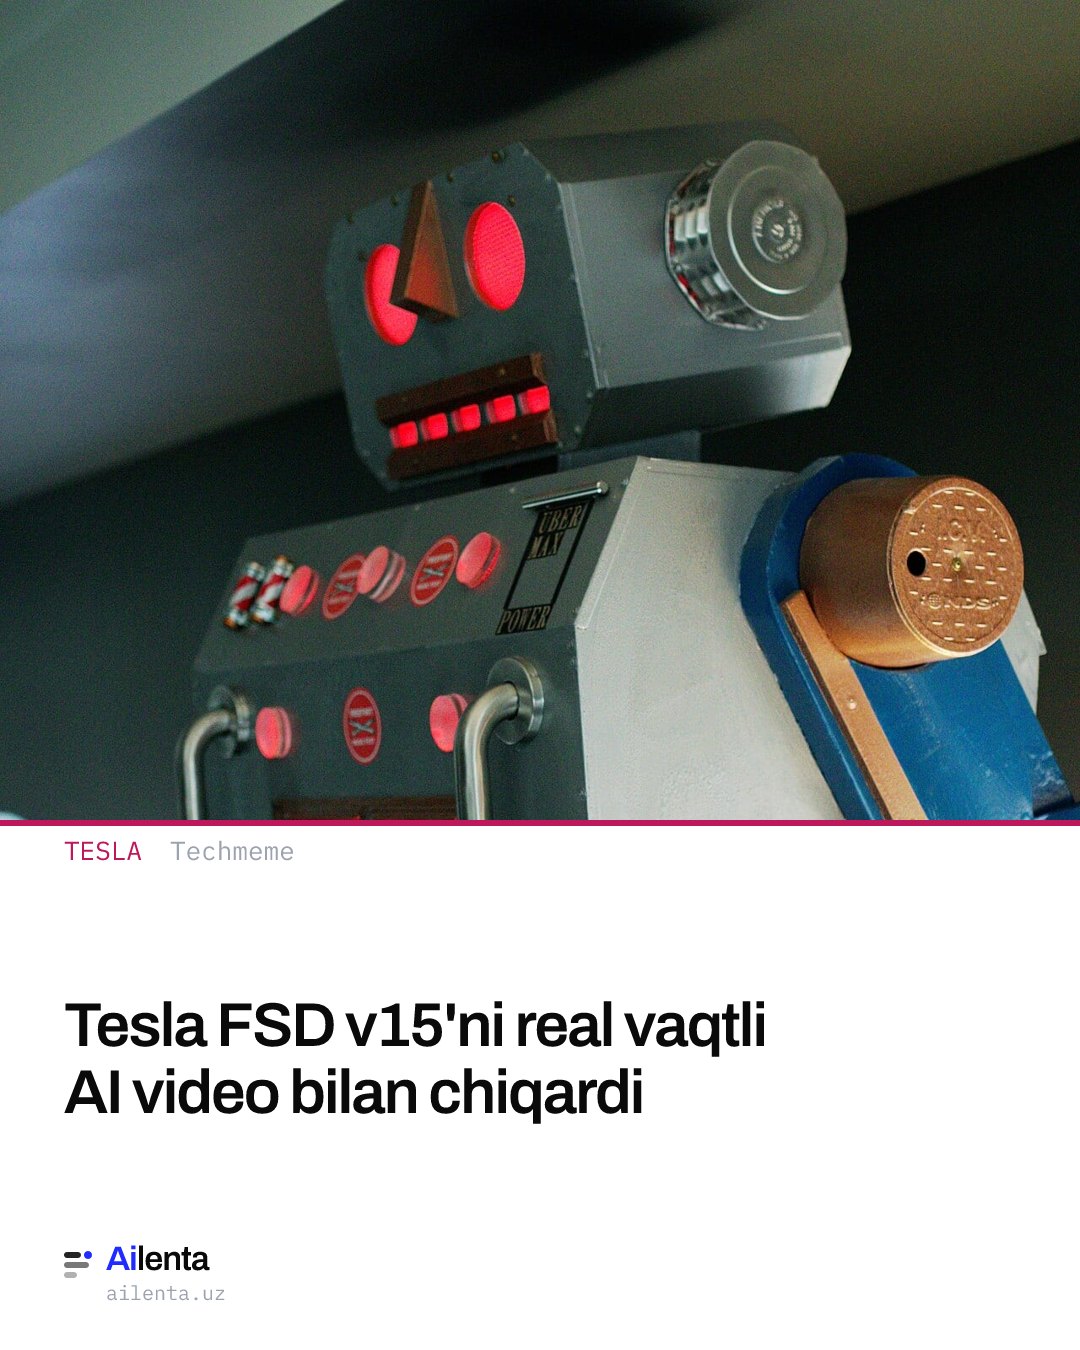 ÜBER
MAX
POWER
TESLA Techmeme
Tesla FSD v15'ni real vaqtli
AI video bilan chiqardi
Ailenta
ailenta.uz